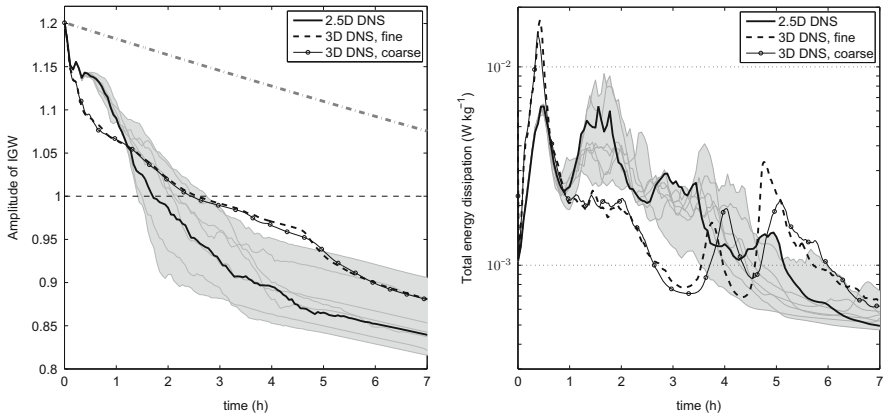 2.5D DNS
3D DNS, fine
3D DNS, coarse
1.2
1.15
1.1
1.05
1
0.95
0.9
0.85
0.8
Amplitude of IGW
0 1 2 3 4 5 6 7
time (h)
2.5D DNS
3D DNS, fine
3D DNS, coarse
10−2
10−3
Total energy dissipation (W kg−1)
0 1 2 3 4 5 6 7
time (h)